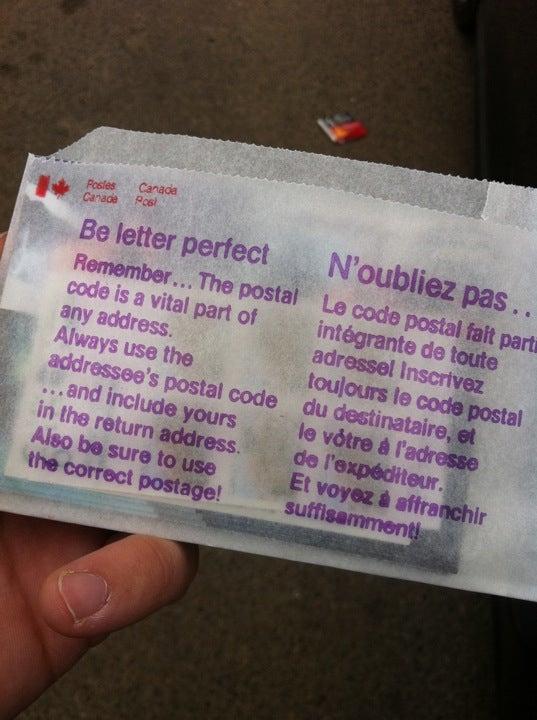 Postes Canada
Canada Post
Be letter perfect
Remember... The postal
code is a vital part of
any address.
Always use the
addressee's postal code
...and include yours
in the return address.
Also be sure to use
the correct postage!
N'oubliez pas...
Le code postal fait parti
intégrante de toute
adresse! Inscrivez
toujours le code postal
du destinataire, et
le vôtre à l'adresse
de l'expéditeur.
Et voyez à affranchir
suffisamment!